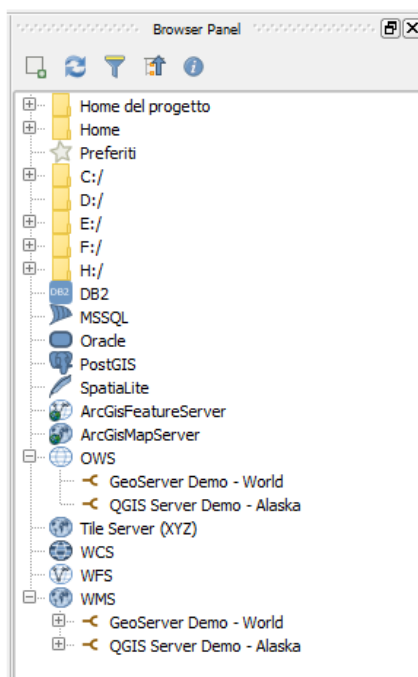 Browser Panel
Home del progetto
Home
Preferiti
C:/
D:/
E:/
F:/
H:/
DB2 DB2
MSSQL
Oracle
PostGIS
SpatiaLite
ArcGisFeatureServer
ArcGisMapServer
OWS
GeoServer Demo - World
QGIS Server Demo - Alaska
Tile Server (XYZ)
WCS
WFS
WMS
GeoServer Demo - World
QGIS Server Demo - Alaska